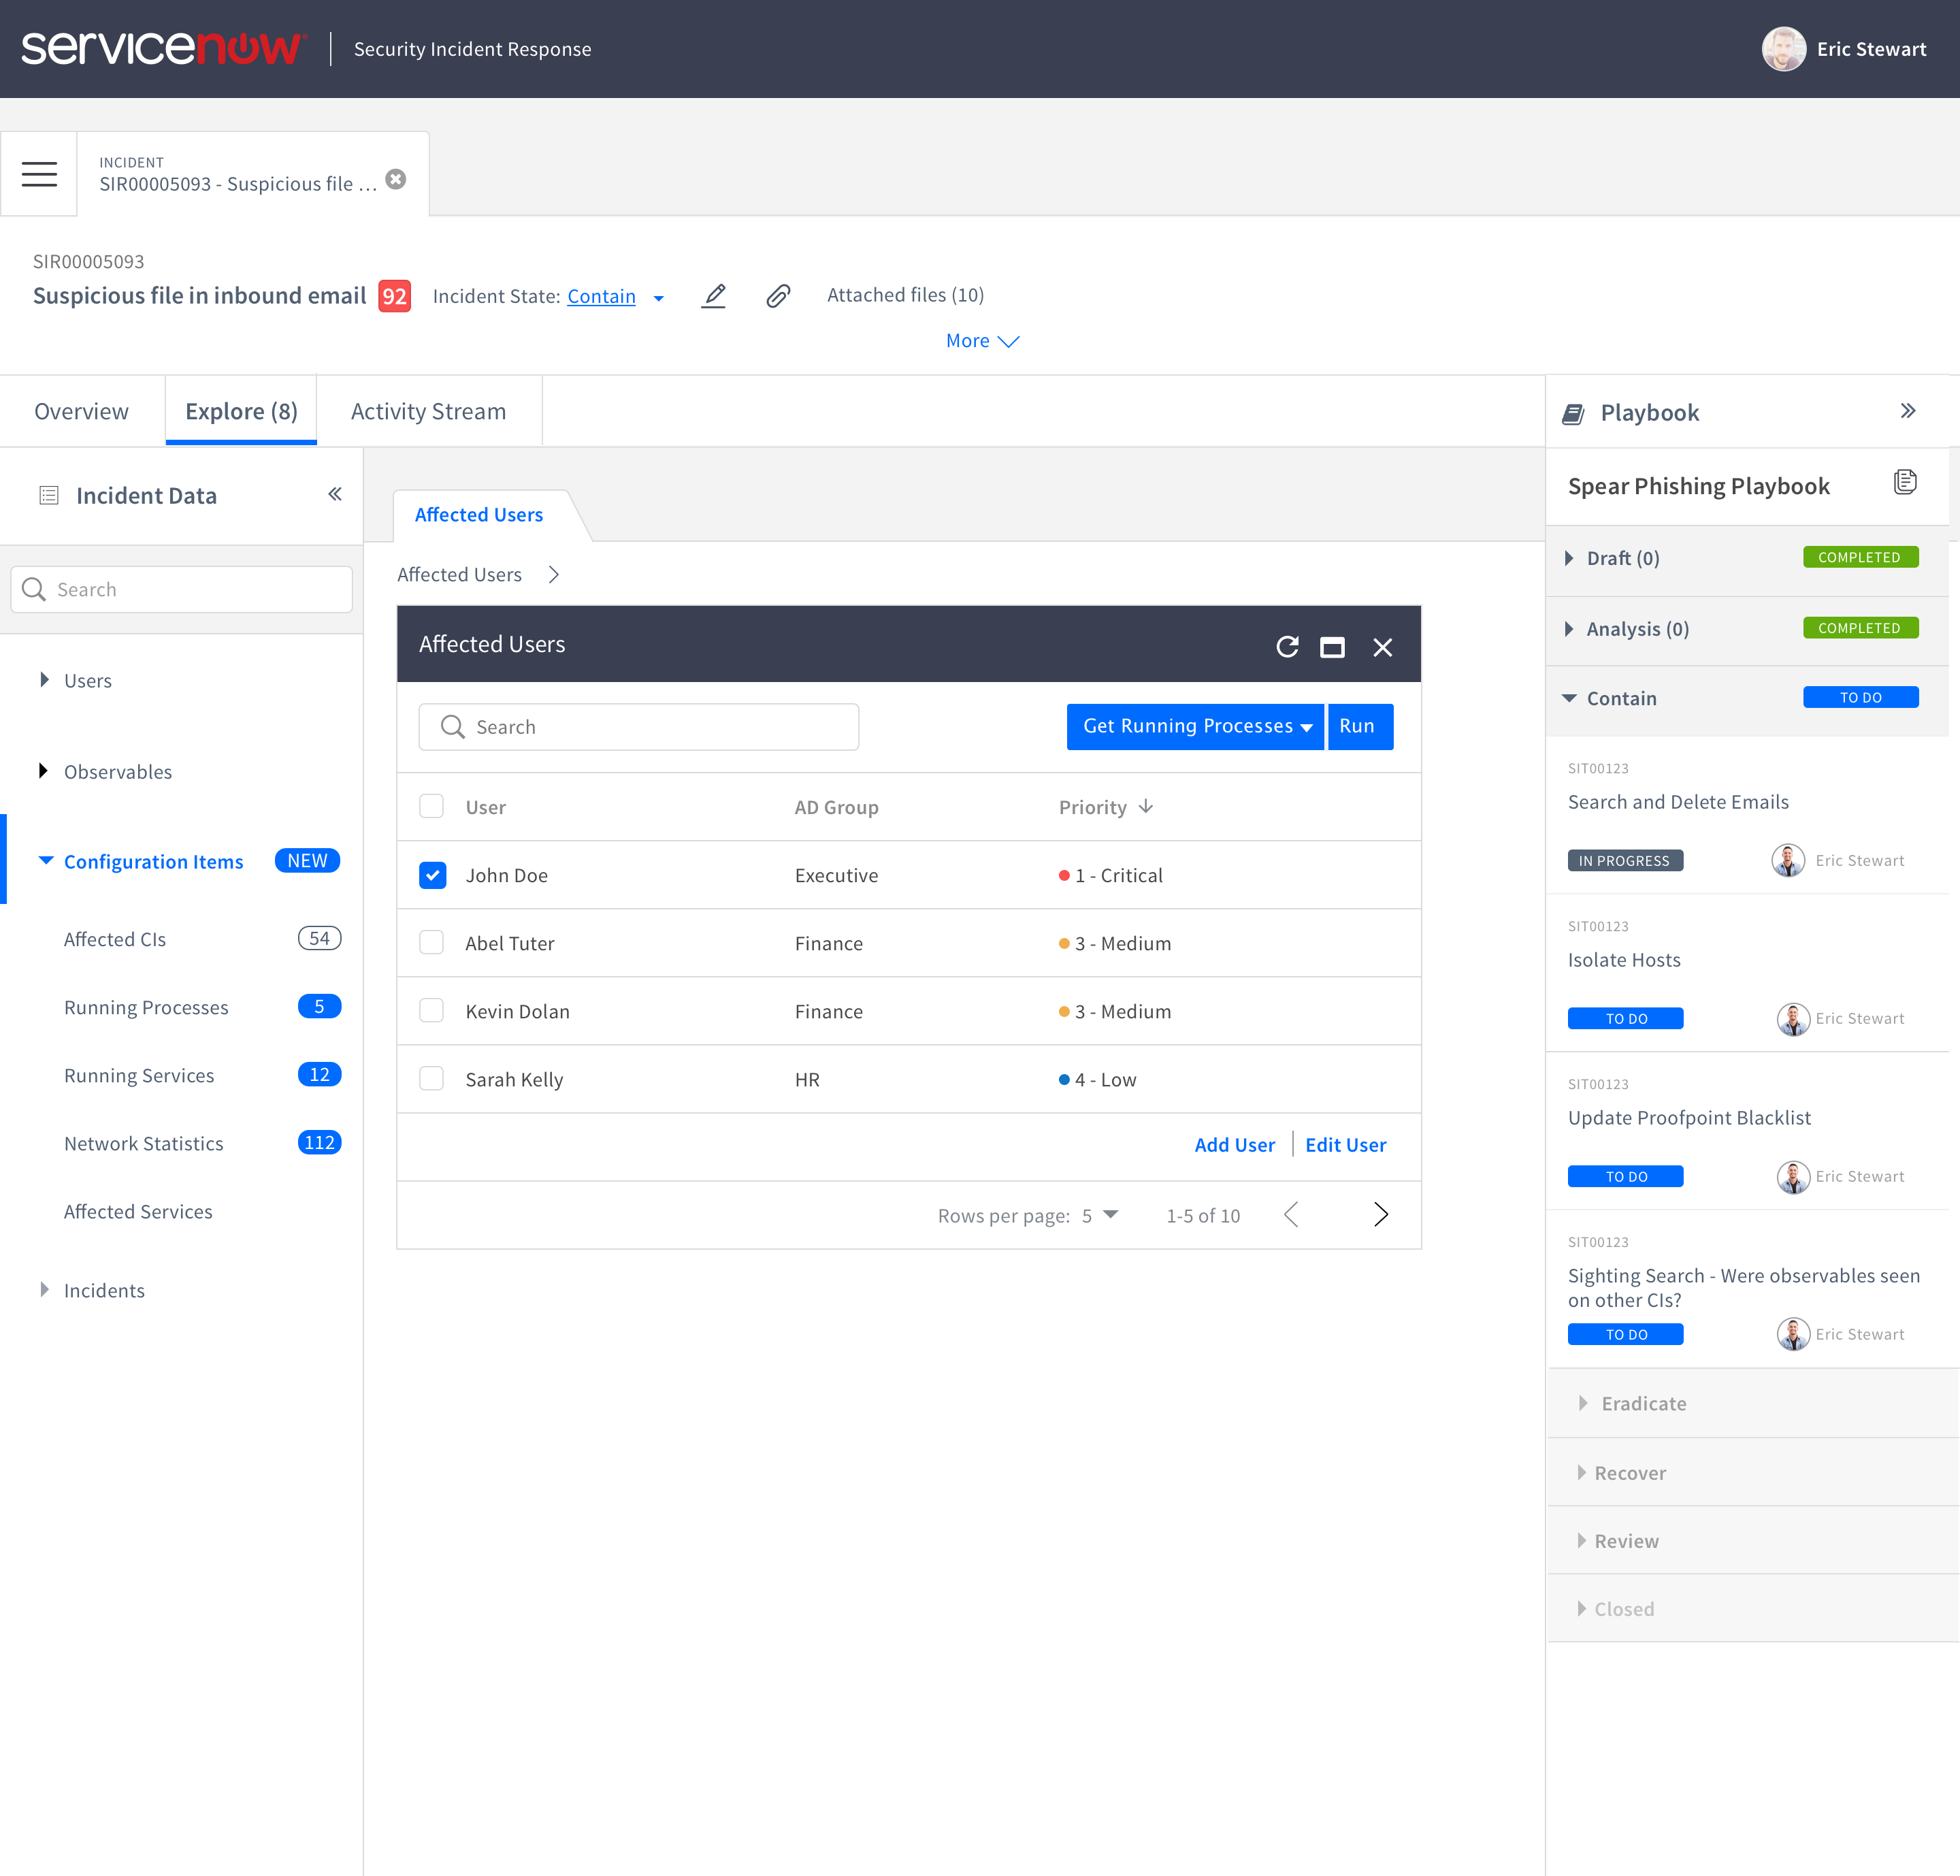 servicenow
Security Incident Response
Eric Stewart
INCIDENT
SIR00005093 - Suspicious file ...
SIR00005093
Suspicious file in inbound email 92 Incident State: Contain Attached files (10)
More
Overview Explore (8) Activity Stream
Incident Data
Search
Users
Observables
Configuration Items NEW
Affected CIs 54
Running Processes 5
Running Services 12
Network Statistics 112
Affected Services
Incidents
Affected Users
Affected Users
Affected Users
Search
Get Running Processes Run
User AD Group Priority
John Doe Executive 1 - Critical
Abel Tuter Finance 3 - Medium
Kevin Dolan Finance 3 - Medium
Sarah Kelly HR 4 - Low
Add User Edit User
Rows per page: 5 1-5 of 10
Playbook
Spear Phishing Playbook
Draft (0) COMPLETED
Analysis (0) COMPLETED
Contain TO DO
SIT00123
Search and Delete Emails
IN PROGRESS Eric Stewart
SIT00123
Isolate Hosts
TO DO Eric Stewart
SIT00123
Update Proofpoint Blacklist
TO DO Eric Stewart
SIT00123
Sighting Search - Were observables seen
on other CIs?
TO DO Eric Stewart
Eradicate
Recover
Review
Closed